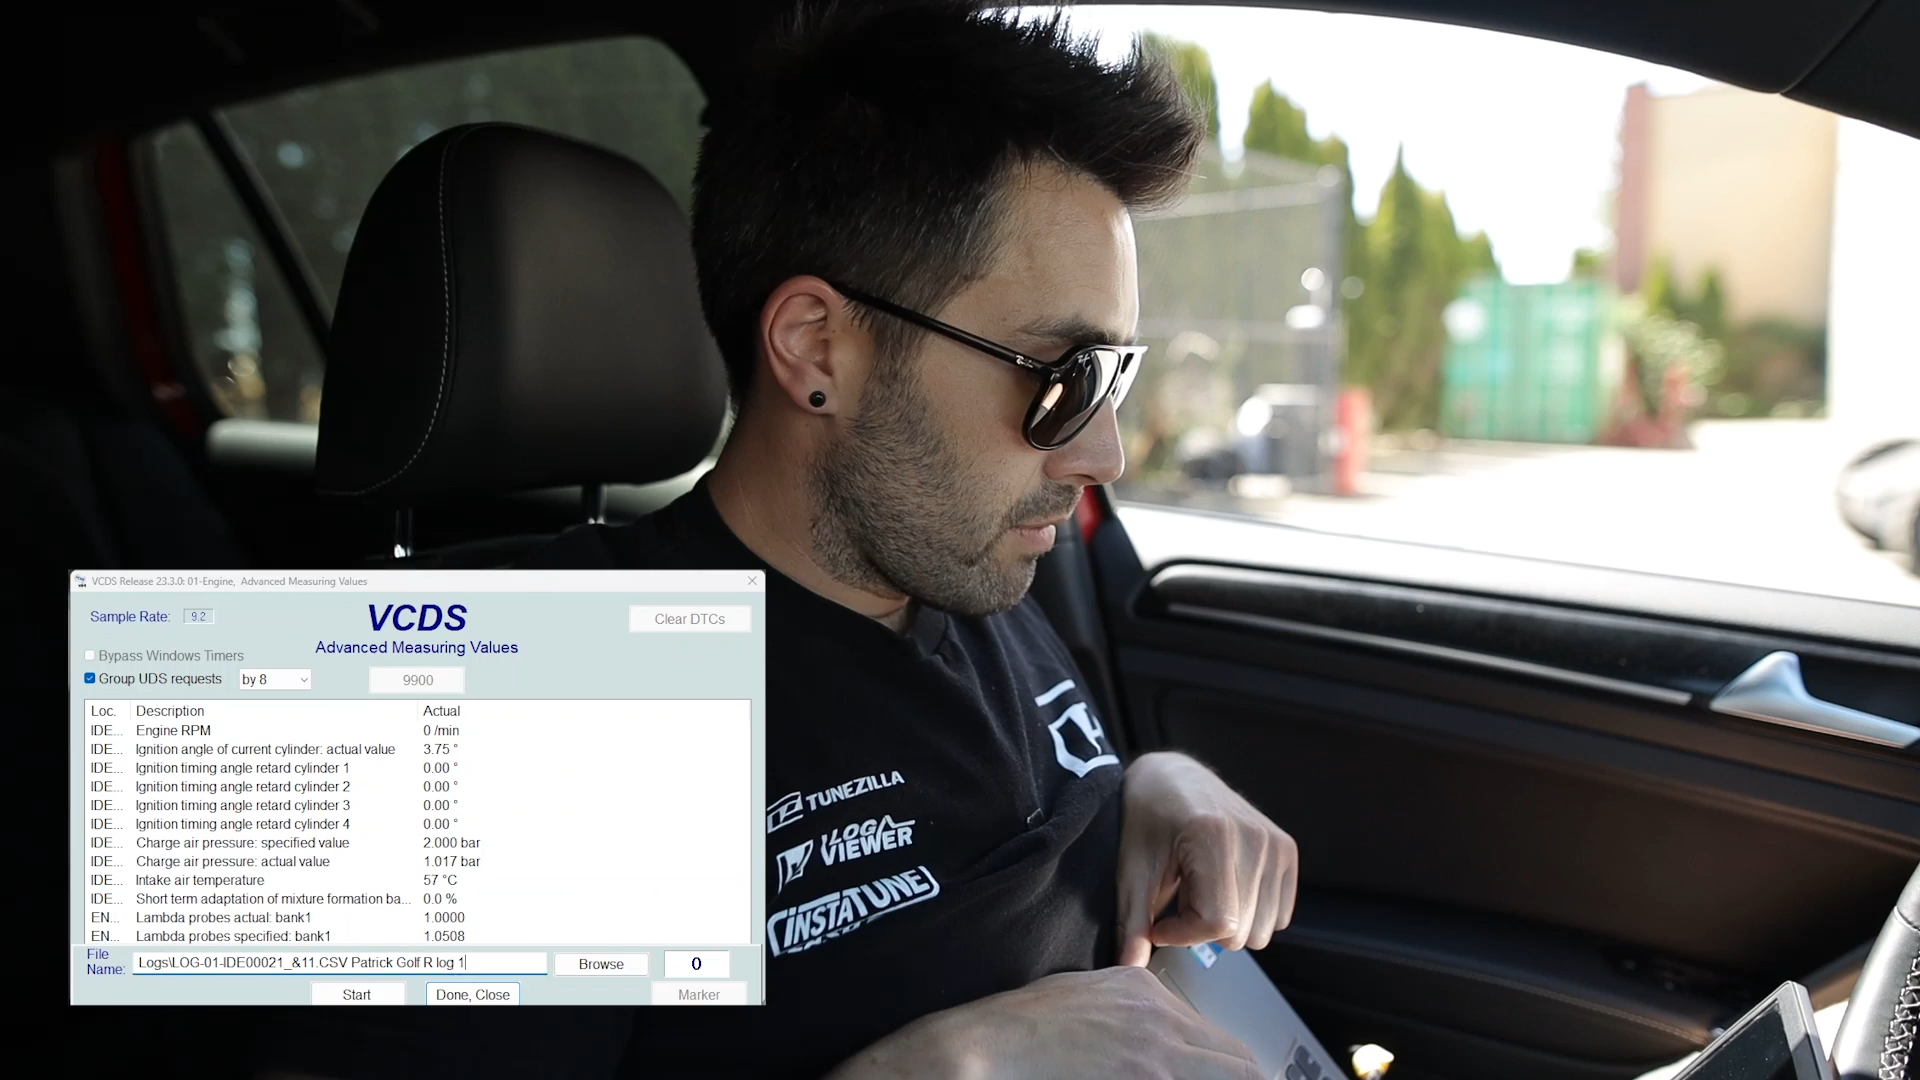 VCDS Release 23.3.0: 01-Engine, Advanced Measuring Values
Sample Rate: 9.2
VCDS
Clear DTCs
Advanced Measuring Values
Bypass Windows Timers
Group UDS requests by 8
9900
Loc. Description Actual
IDE... Engine RPM 0 /min
IDE... Ignition angle of current cylinder: actual value 3.75 °
IDE... Ignition timing angle retard cylinder 1 0.00 °
IDE... Ignition timing angle retard cylinder 2 0.00 °
IDE... Ignition timing angle retard cylinder 3 0.00 °
IDE... Ignition timing angle retard cylinder 4 0.00 °
IDE... Charge air pressure: specified value 2.000 bar
IDE... Charge air pressure: actual value 1.017 bar
IDE... Intake air temperature 57 °C
IDE... Short term adaptation of mixture formation ba... 0.0 %
EN... Lambda probes actual: bank1 1.0000
EN... Lambda probes specified: bank1 1.0508
File Name: Logs\LOG-01-IDE00021_&11.CSV Patrick Golf R log 1
Browse
0
Start
Done, Close
Marker
TUNEZILLA
LOG VIEWER
INSTATUNE